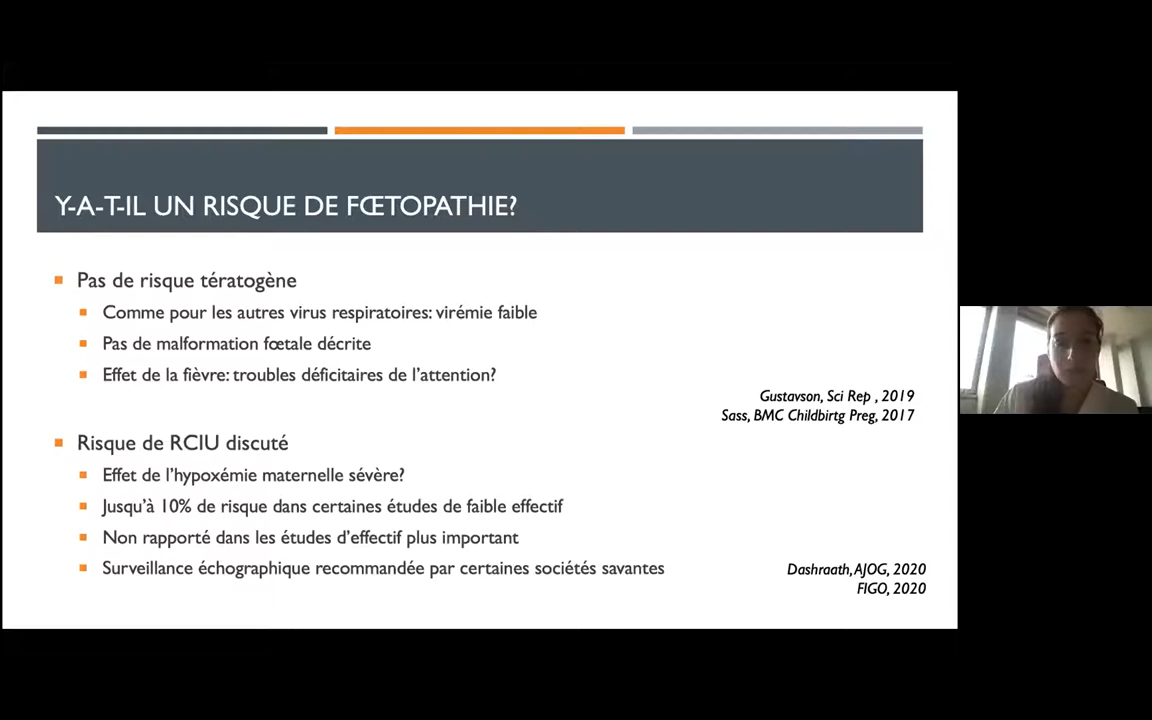 Y-A-T-IL UN RISQUE DE FŒTOPATHIE?
Pas de risque tératogène
Comme pour les autres virus respiratoires: virémie faible
Pas de malformation fœtale décrite
Effet de la fièvre: troubles déficitaires de l'attention?
Gustavson, Sci Rep , 2019
Sass, BMC Childbirtg Preg, 2017
Risque de RCIU discuté
Effet de l'hypoxémie maternelle sévère?
Jusqu'à 10% de risque dans certaines études de faible effectif
Non rapporté dans les études d'effectif plus important
Surveillance échographique recommandée par certaines sociétés savantes
Dashraath, AJOG, 2020
FIGO, 2020